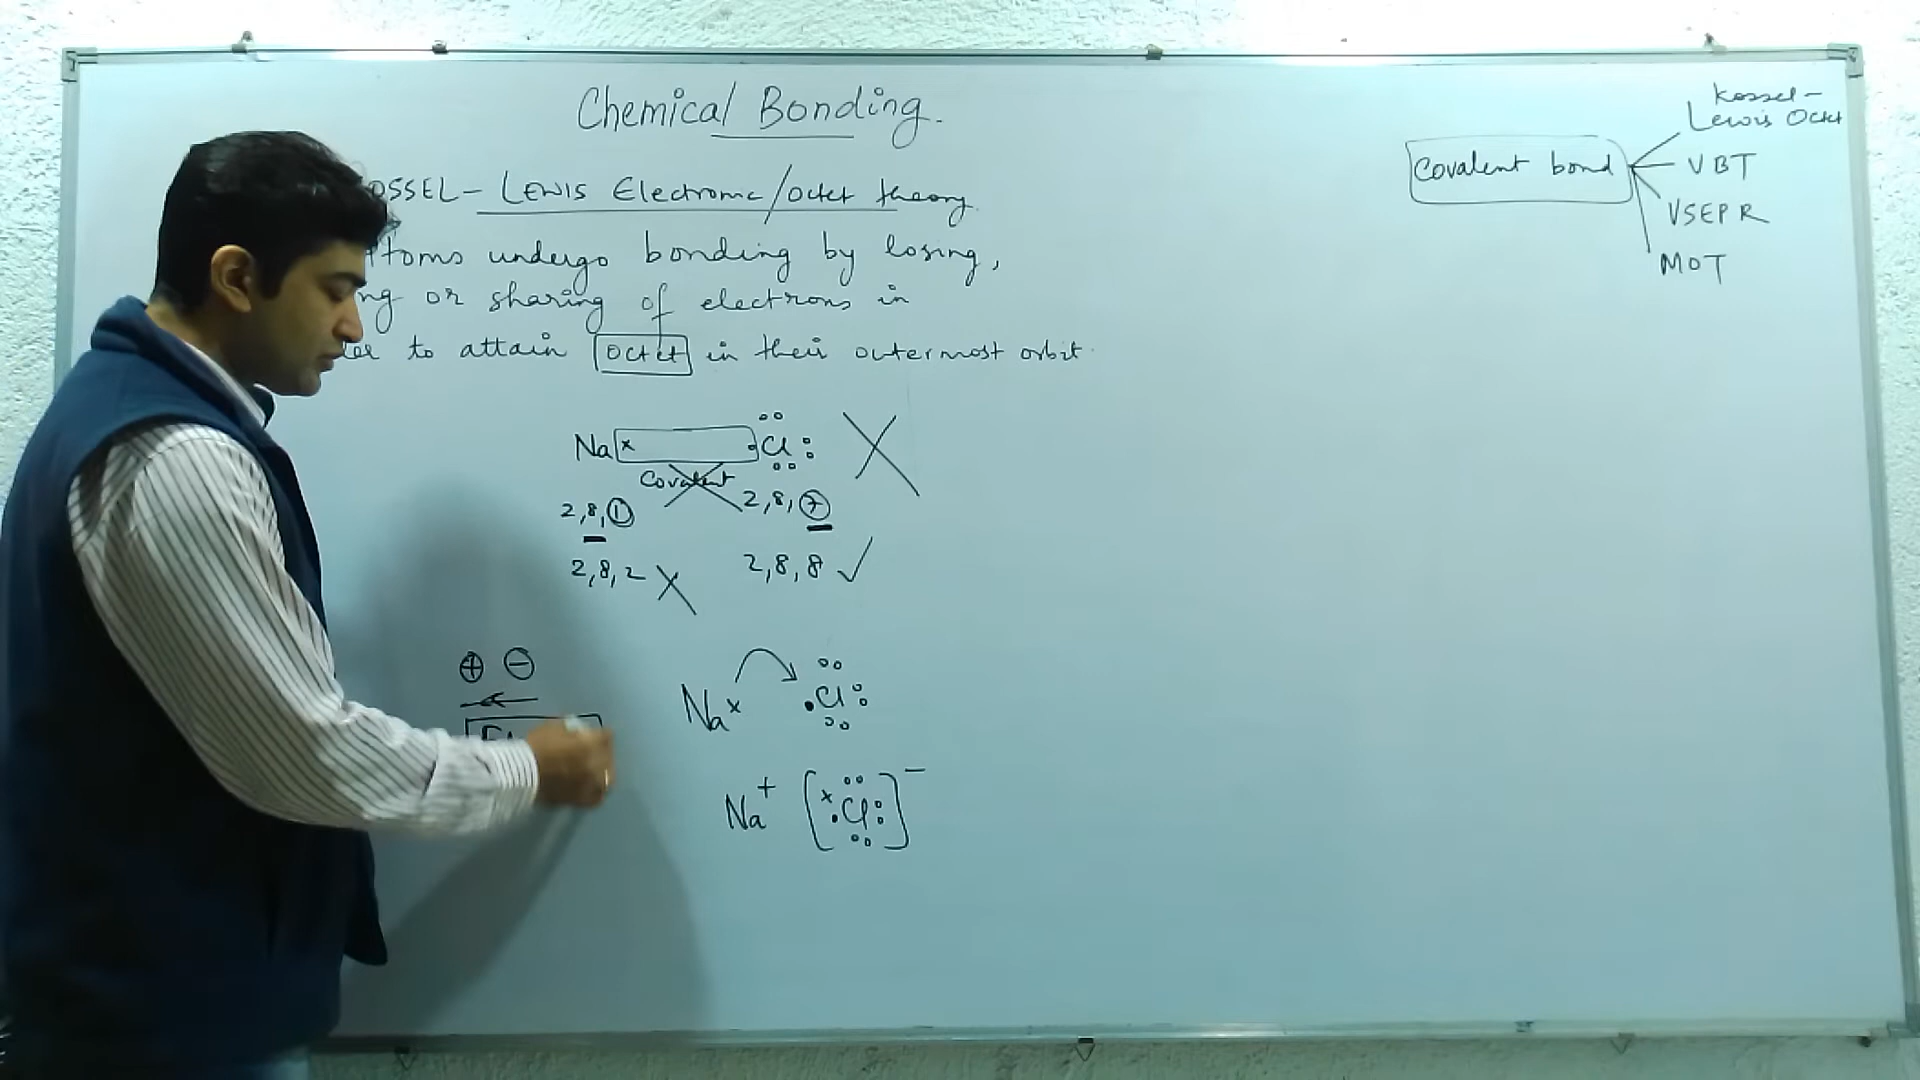 Chemical Bonding.
OSSEL - LEWIS Electronic/octet theory.
toms undergo bonding by losing,
ng or sharing of electrons in
er to attain octet in their outermost orbit.
Na x . Cl
Covalent
2,8,1 2,8,7
2,8,2 2,8,8
+ -
Na x . Cl
Na+ [x . Cl]-
Covalent bond
Kossel-
Lewis Octet
VBT
VSEPR
MOT